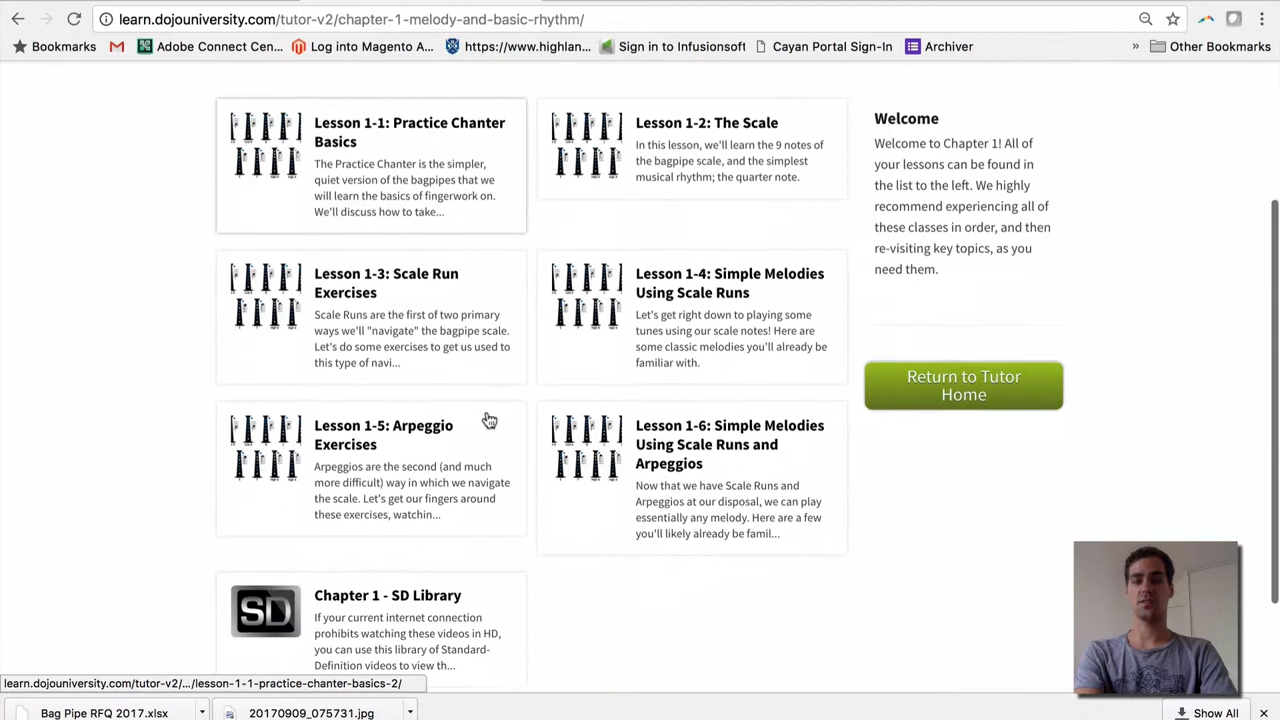 learn.dojouniversity.com/tutor-v2/chapter-1-melody-and-basic-rhythm/
Bookmarks
Adobe Connect Cen...
Log into Magento A...
https://www.highlan...
Sign in to Infusionsoft
Cayan Portal Sign-In
Archiver
»
Other Bookmarks
Lesson 1-1: Practice Chanter
Basics
The Practice Chanter is the simpler,
quiet version of the bagpipes that we
will learn the basics of fingerwork on.
We'll discuss how to take...
Lesson 1-2: The Scale
In this lesson, we'll learn the 9 notes of
the bagpipe scale, and the simplest
musical rhythm; the quarter note.
Lesson 1-3: Scale Run
Exercises
Scale Runs are the first of two primary
ways we'll "navigate" the bagpipe scale.
Let's do some exercises to get us used to
this type of navi...
Lesson 1-4: Simple Melodies
Using Scale Runs
Let's get right down to playing some
tunes using our scale notes! Here are
some classic melodies you'll already be
familiar with.
Lesson 1-5: Arpeggio
Exercises
Arpeggios are the second (and much
more difficult) way in which we navigate
the scale. Let's get our fingers around
these exercises, watchin...
Lesson 1-6: Simple Melodies
Using Scale Runs and
Arpeggios
Now that we have Scale Runs and
Arpeggios at our disposal, we can play
essentially any melody. Here are a few
you'll likely already be famil...
SD
Chapter 1 - SD Library
If your current internet connection
prohibits watching these videos in HD,
you can use this library of Standard-
Definition videos to view th...
Welcome
Welcome to Chapter 1! All of
your lessons can be found in
the list to the left. We highly
recommend experiencing all of
these classes in order, and then
re-visiting key topics, as you
need them.
Return to Tutor
Home
learn.dojouniversity.com/tutor-v2/.../lesson-1-1-practice-chanter-basics-2/
Bag Pipe RFQ 2017.xlsx
20170909_075731.jpg
Show All